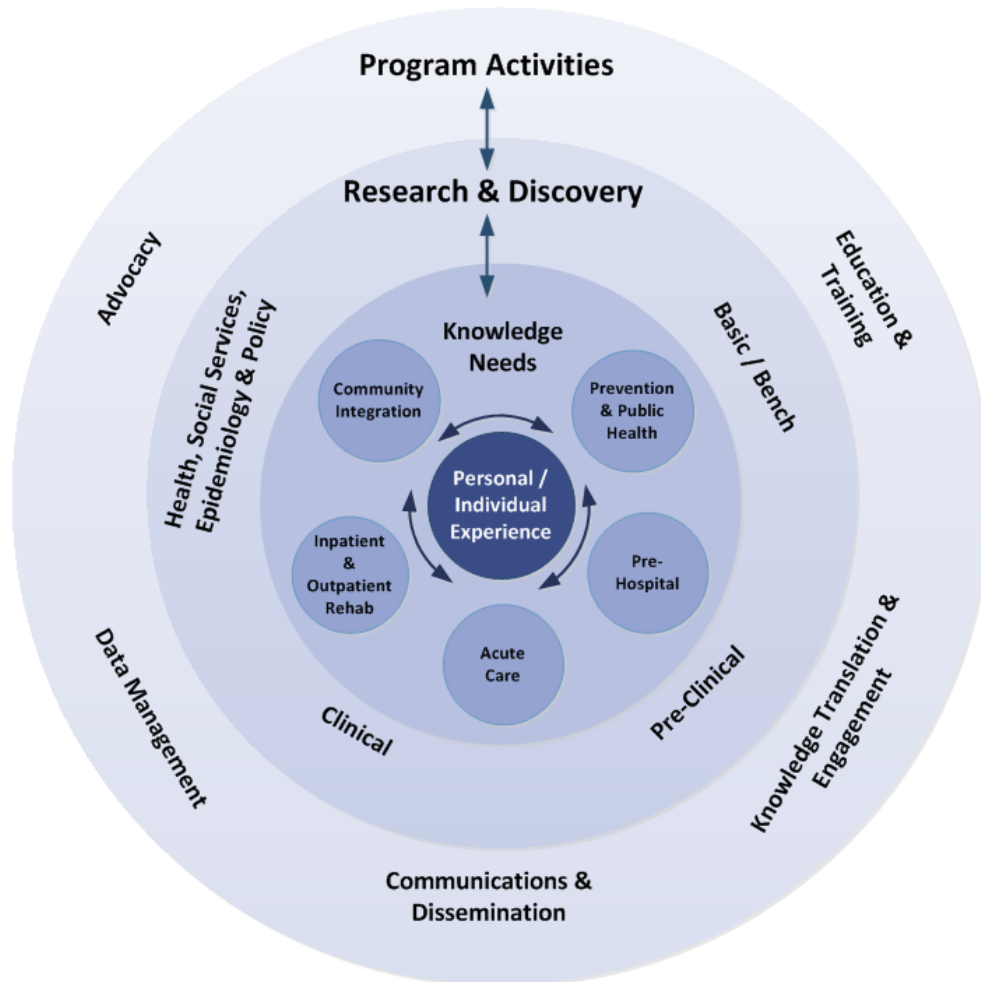 Program Activities
Research & Discovery
Knowledge
Needs
Community
Integration
Prevention
& Public
Health
Personal /
Individual
Experience
Inpatient
&
Outpatient
Rehab
Pre-
Hospital
Acute
Care
Health, Social Services,
Epidemiology & Policy
Basic / Bench
Clinical
Pre-Clinical
Advocacy
Education &
Training
Data Management
Knowledge Translation &
Engagement
Communications &
Dissemination